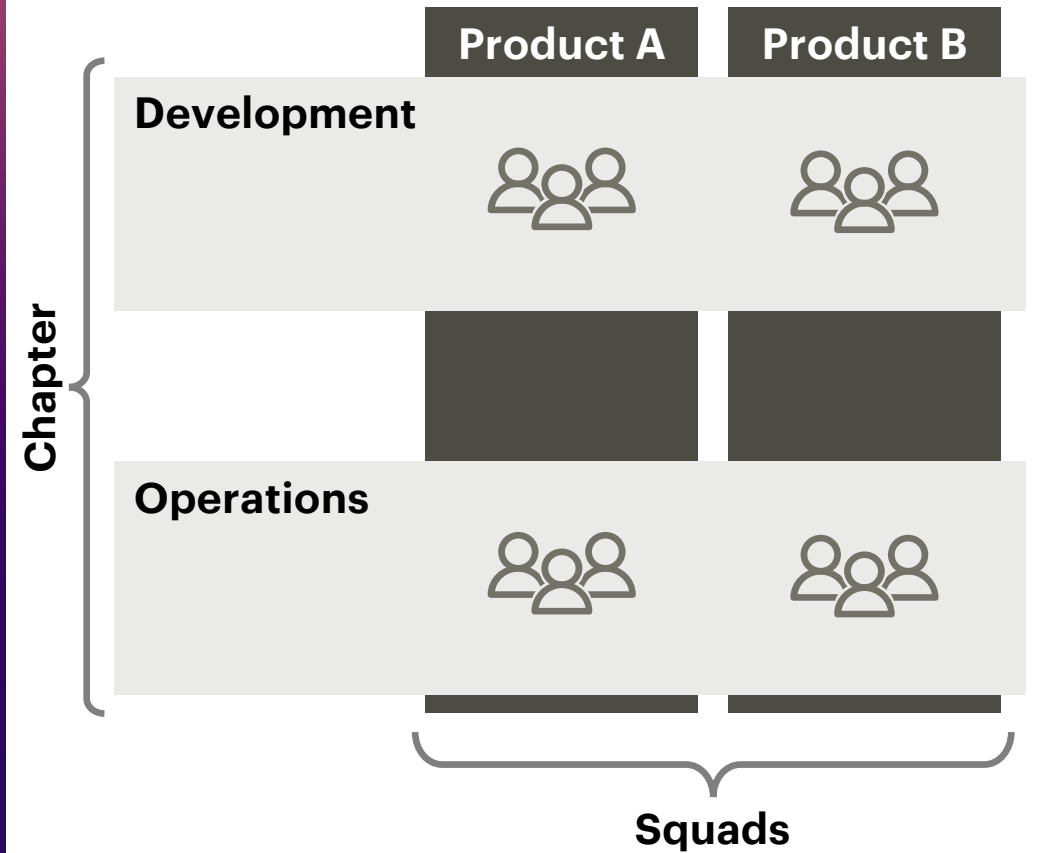 Product A
Product B
Development
Chapter
Operations
Squads